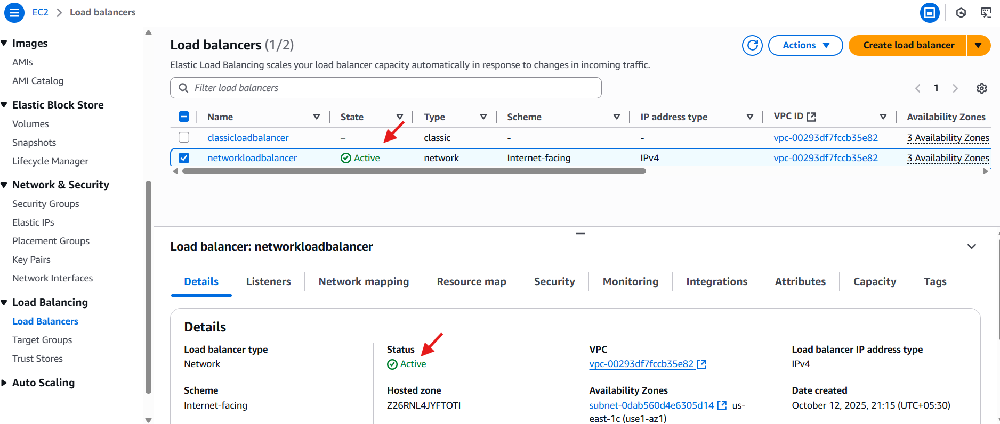 EC2 > Load balancers
Images
AMIs
AMI Catalog
Elastic Block Store
Volumes
Snapshots
Lifecycle Manager
Network & Security
Security Groups
Elastic IPs
Placement Groups
Key Pairs
Network Interfaces
Load Balancing
Load Balancers
Target Groups
Trust Stores
Auto Scaling
Load balancers (1/2)
Actions
Create load balancer
Elastic Load Balancing scales your load balancer capacity automatically in response to changes in incoming traffic.
Filter load balancers
1
Name State Type Scheme IP address type VPC ID Availability Zones
classicloadbalancer – classic - - vpc-00293df7fccb35e82 3 Availability Zones
networkloadbalancer Active network Internet-facing IPv4 vpc-00293df7fccb35e82 3 Availability Zones
Load balancer: networkloadbalancer
Details Listeners Network mapping Resource map Security Monitoring Integrations Attributes Capacity Tags
Details
Load balancer type
Network
Status
Active
VPC
vpc-00293df7fccb35e82
Load balancer IP address type
IPv4
Scheme
Internet-facing
Hosted zone
Z26RNL4JYFTOTI
Availability Zones
subnet-0dab560d4e6305d14 us-
east-1c (use1-az1)
Date created
October 12, 2025, 21:15 (UTC+05:30)